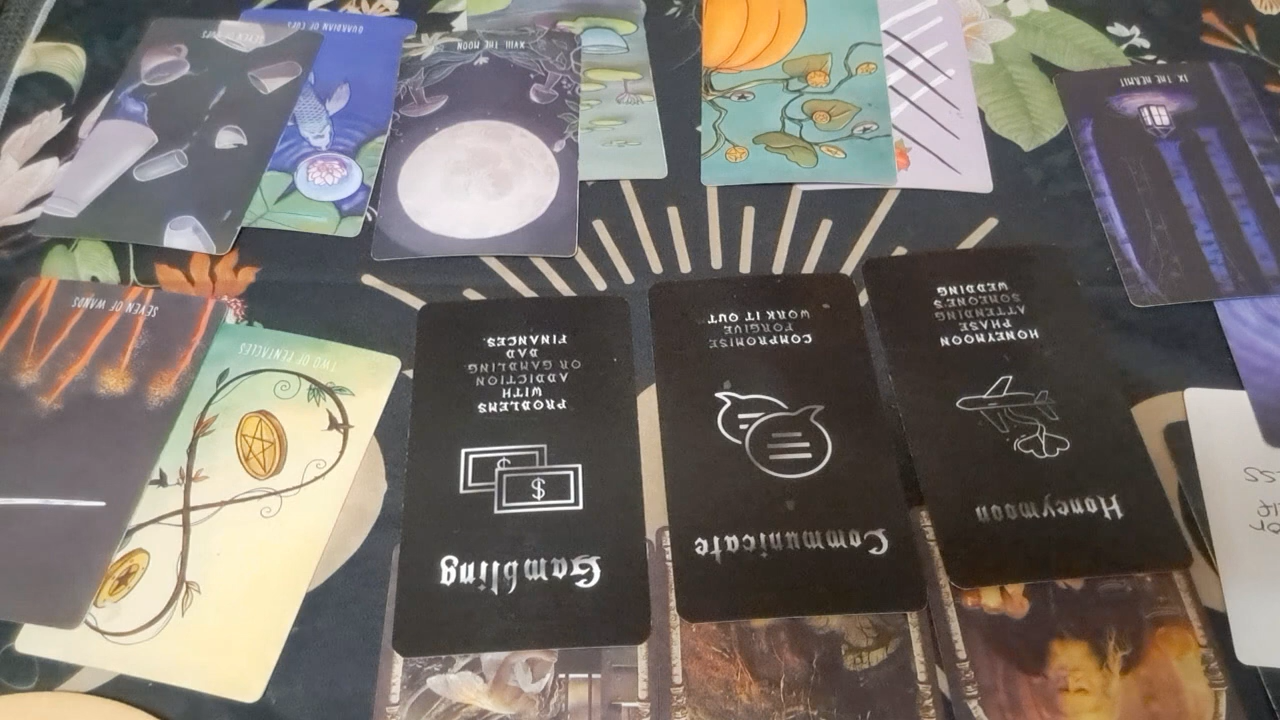 SEVEN OF CUPS
GUARDIAN OF CUPS
XVIII THE MOON
IX THE HERMIT
SEVEN OF WANDS
TWO OF PENTACLES
Gambling
$
$
PROBLEMS
WITH
ADDICTION
OR GAMBLING
DAD
FINANCES.
Communicate
COMPROMISE
FORGIVE
WORK IT OUT
Honeymoon
HONEYMOON
PHASE
ATTENDING
SOMEONE'S
WEDDING